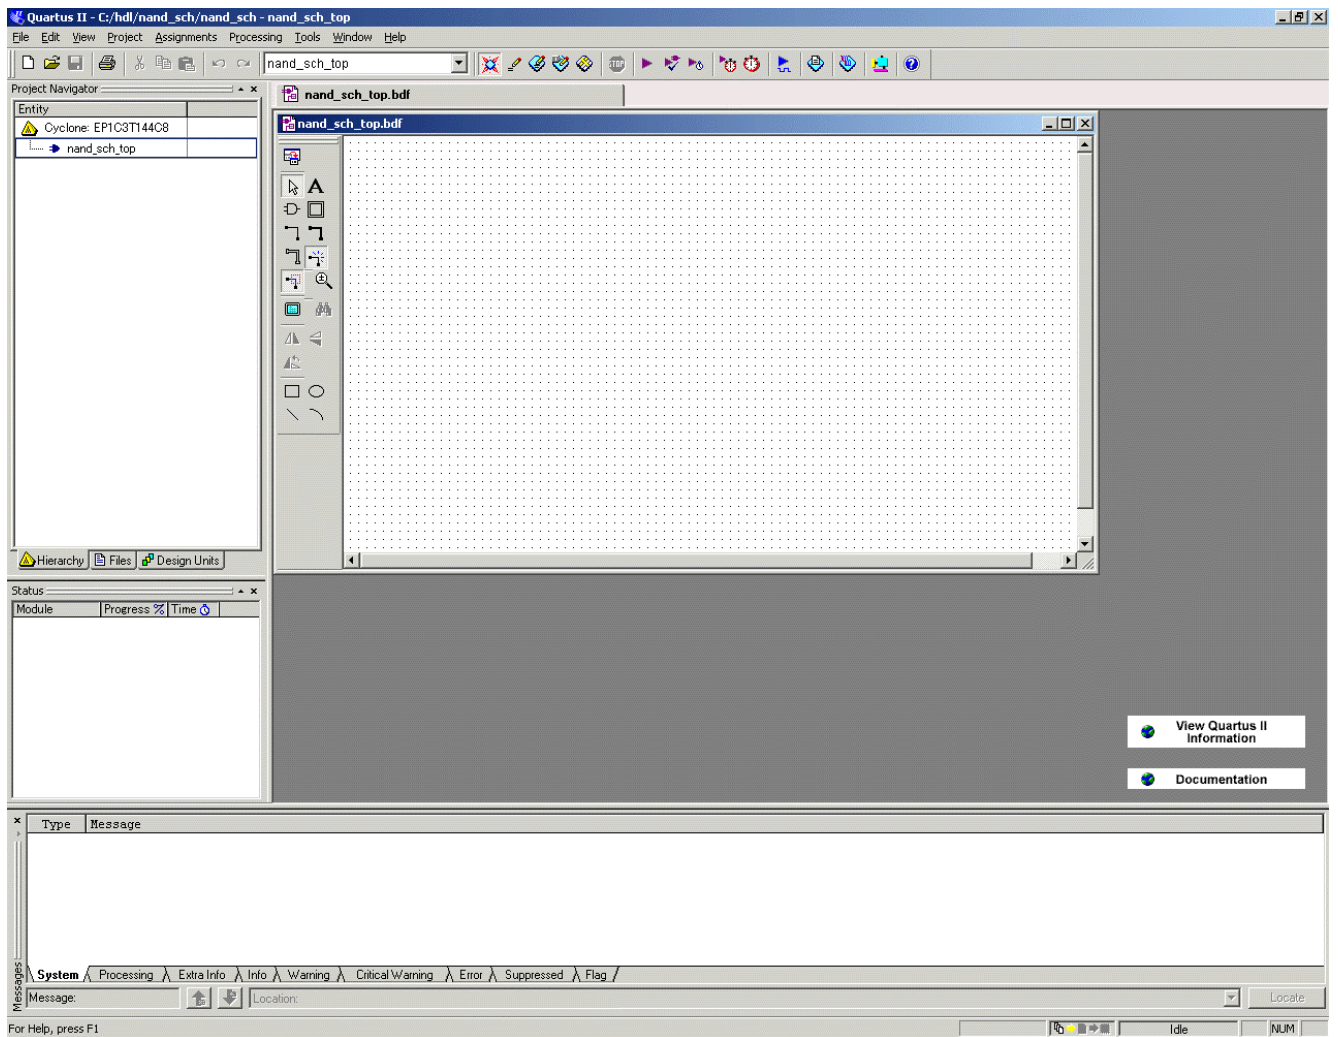 Quartus II - C:/hdl/nand_sch/nand_sch - nand_sch_top
File Edit View Project Assignments Processing Tools Window Help
nand_sch_top
STOP
Project Navigator
nand_sch_top.bdf
Entity
Cyclone: EP1C3T144C8
nand_sch_top
nand_sch_top.bdf
A
Hierarchy Files Design Units
Status
Module Progress % Time
View Quartus II
Information
Documentation
Type Message
System Processing Extra Info Info Warning Critical Warning Error Suppressed Flag
Messages
Message: Location: Locate
For Help, press F1 Idle NUM